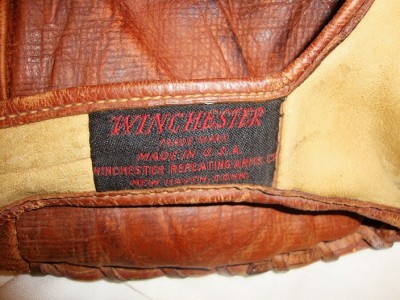 WINCHESTER
TRADE MARK
MADE IN U.S.A.
WINCHESTER REPEATING ARMS. CO
NEW HAVEN, CONN.